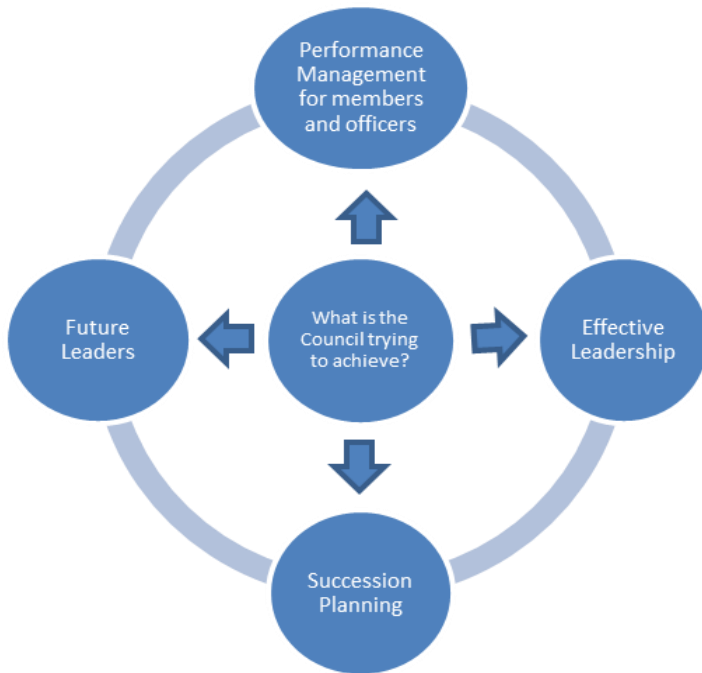 Performance
Management
for members
and officers
Future
Leaders
What is the
Council trying
to achieve?
Effective
Leadership
Succession
Planning